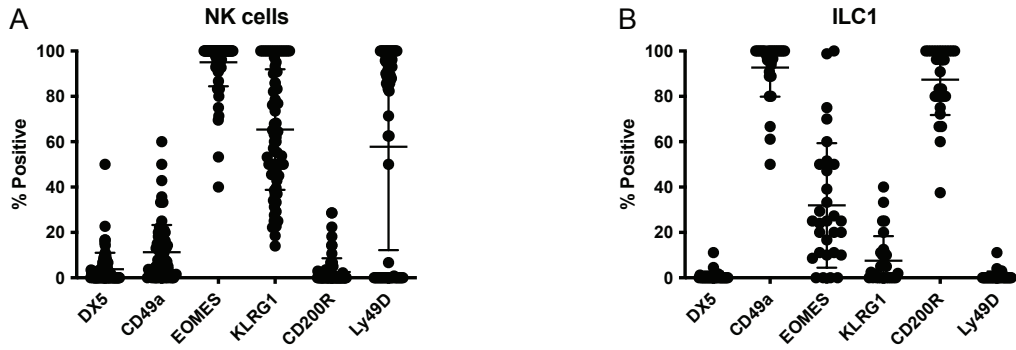 A
NK cells
% Positive
100
80
60
40
20
0
DX5
CD49a
EOMES
KLRG1
CD200R
Ly49D
B
ILC1
% Positive
100
80
60
40
20
0
DX5
CD49a
EOMES
KLRG1
CD200R
Ly49D